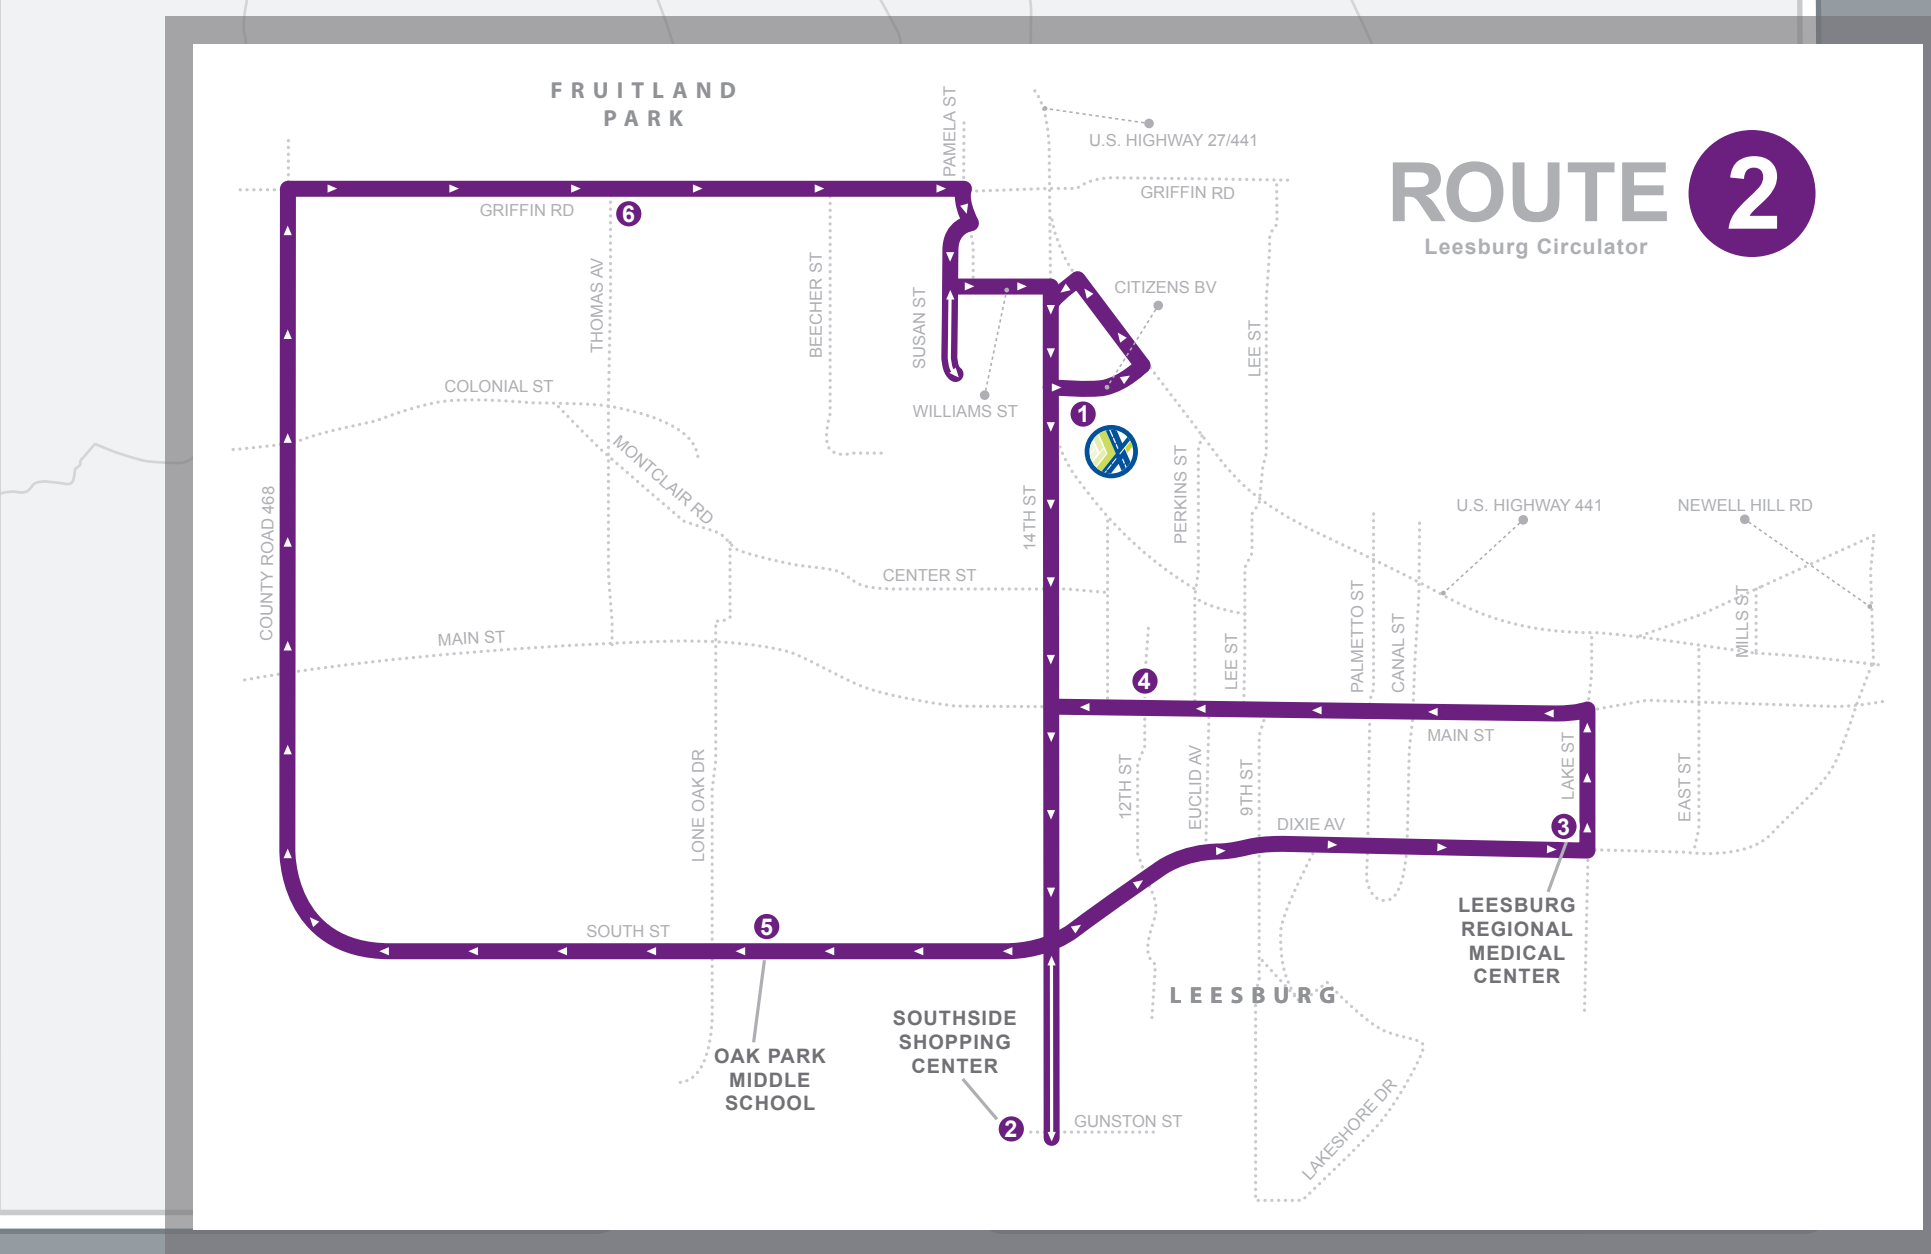 FRUITLAND
PARK
PAMELA ST
U.S. HIGHWAY 27/441
GRIFFIN RD
ROUTE 2
Leesburg Circulator
GRIFFIN RD
6
THOMAS AV
BEECHER ST
SUSAN ST
CITIZENS BV
LEE ST
COLONIAL ST
WILLIAMS ST
1
MONTCLAIR RD
COUNTY ROAD 468
14TH ST
PERKINS ST
U.S. HIGHWAY 441
NEWELL HILL RD
CENTER ST
MAIN ST
LEE ST
PALMETTO ST
CANAL ST
MILLS ST
4
MAIN ST
LONE OAK DR
12TH ST
EUCLID AV
9TH ST
LAKE ST
EAST ST
DIXIE AV
3
LEESBURG
REGIONAL
MEDICAL
CENTER
SOUTH ST
5
LEESBURG
OAK PARK
MIDDLE
SCHOOL
SOUTHSIDE
SHOPPING
CENTER
2
GUNSTON ST
LAKESHORE DR